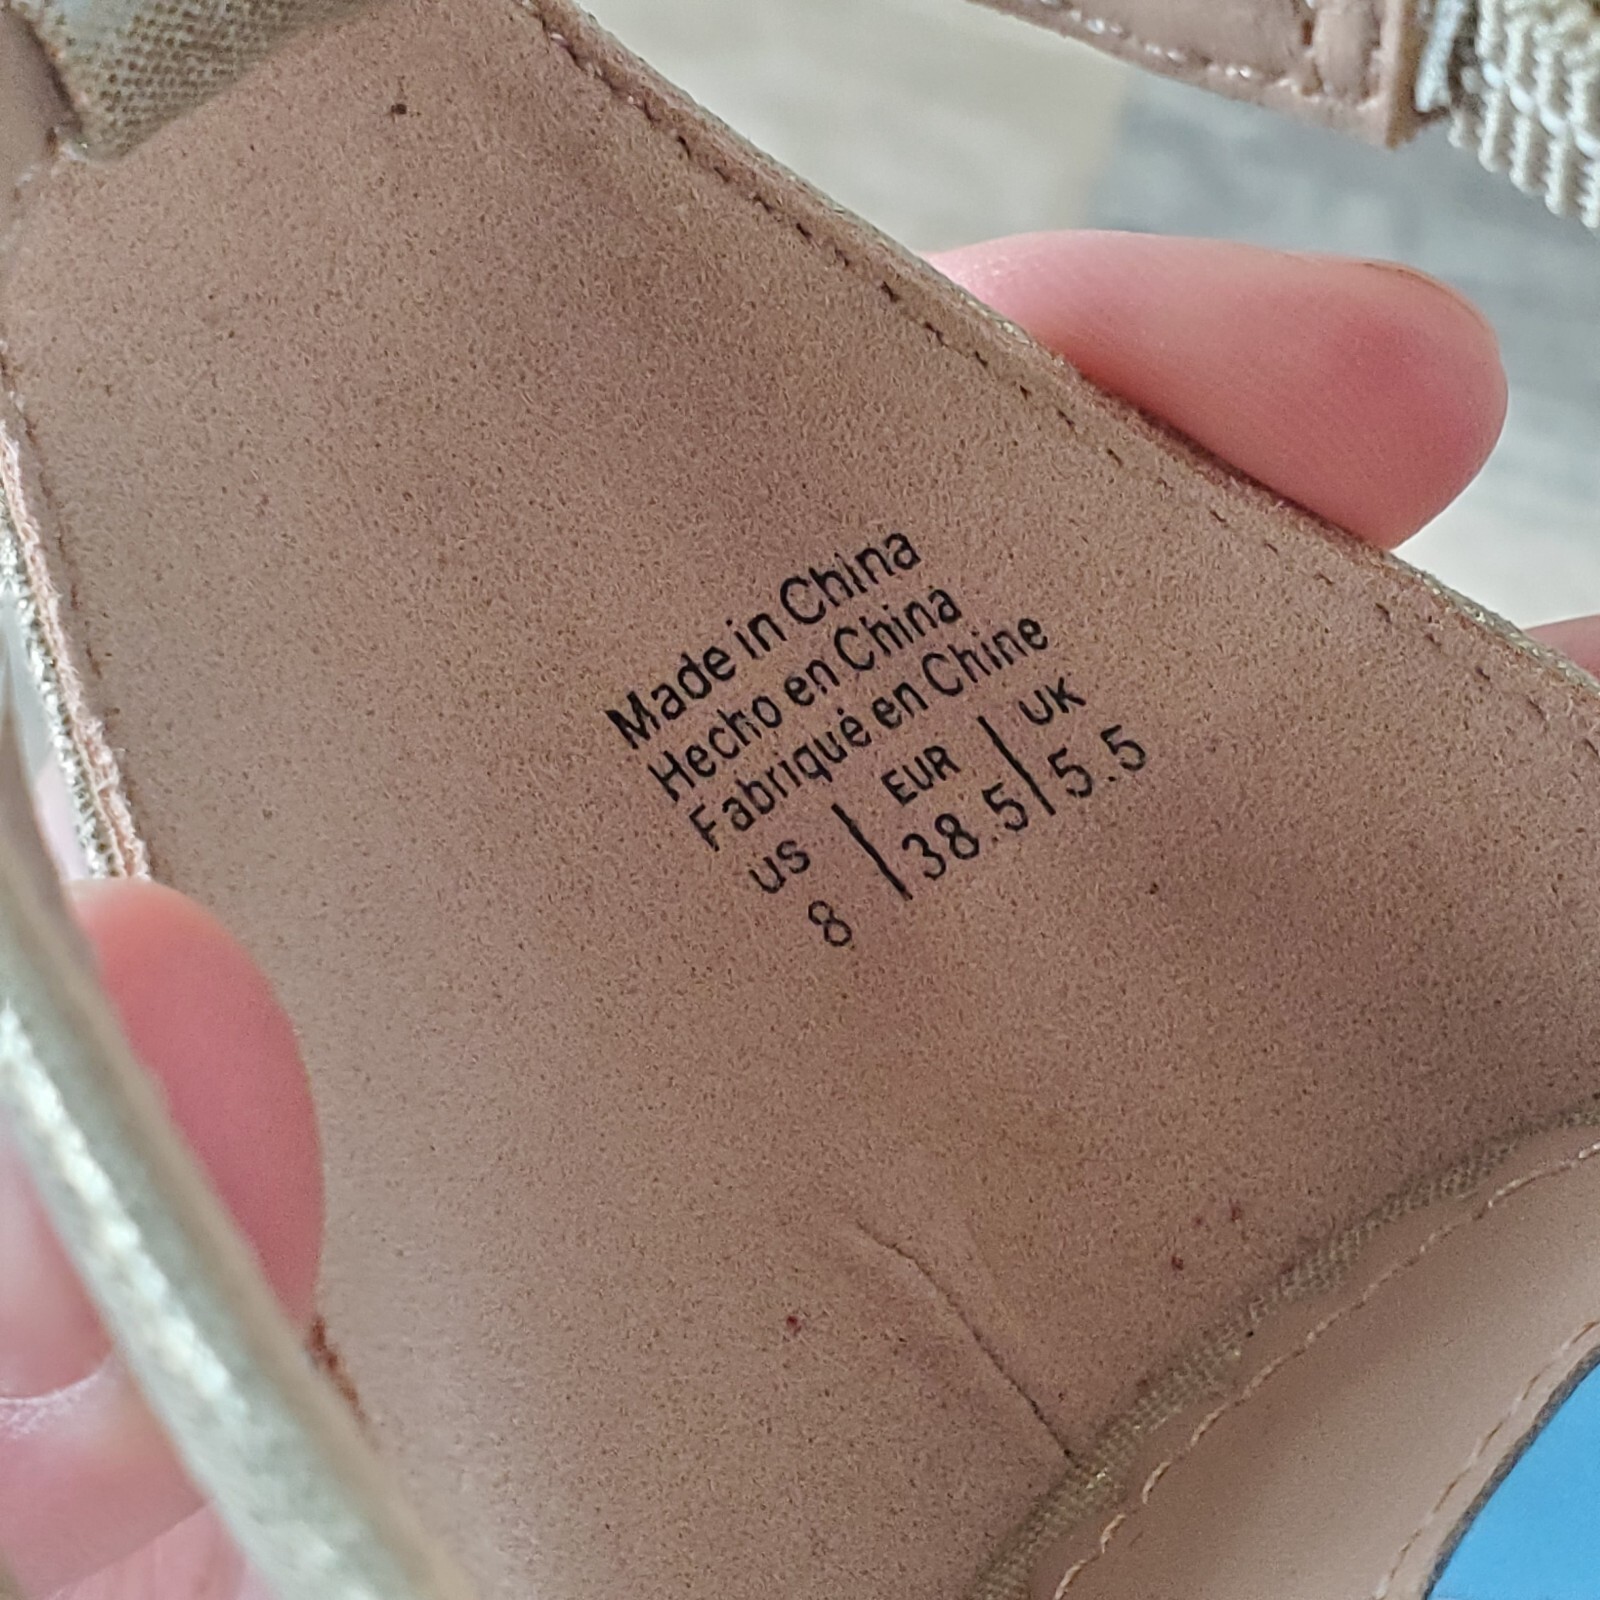 Made in China
Hecho en China
Fabriqué en Chine
US | EUR | UK
8 | 38.5 | 5.5